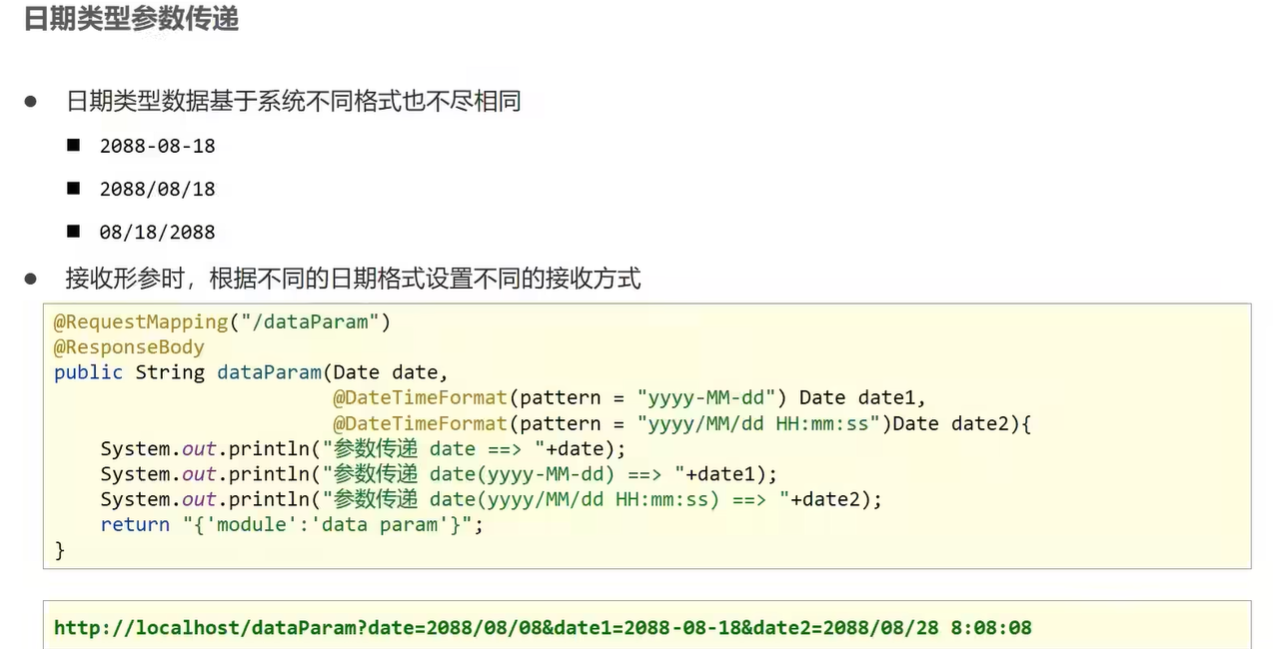 日期类型参数传递
● 日期类型数据基于系统不同格式也不尽相同
■ 2088-08-18
■ 2088/08/18
■ 08/18/2088
● 接收形参时，根据不同的日期格式设置不同的接收方式
@RequestMapping("/dataParam")
@ResponseBody
public String dataParam(Date date,
@DateTimeFormat(pattern = "yyyy-MM-dd") Date date1,
@DateTimeFormat(pattern = "yyyy/MM/dd HH:mm:ss")Date date2){
System.out.println("参数传递 date ==> "+date);
System.out.println("参数传递 date(yyyy-MM-dd) ==> "+date1);
System.out.println("参数传递 date(yyyy/MM/dd HH:mm:ss) ==> "+date2);
return "{'module':'data param'}";
}
http://localhost/dataParam?date=2088/08/08&date1=2088-08-18&date2=2088/08/28 8:08:08